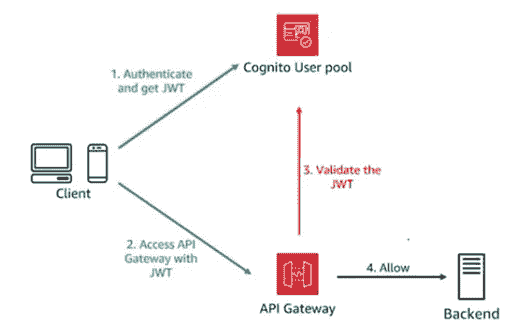 Cognito User pool
1. Authenticate
and get JWT
3. Validate the
JWT
Client
2. Access API
Gateway with
JWT
4. Allow
API Gateway
Backend